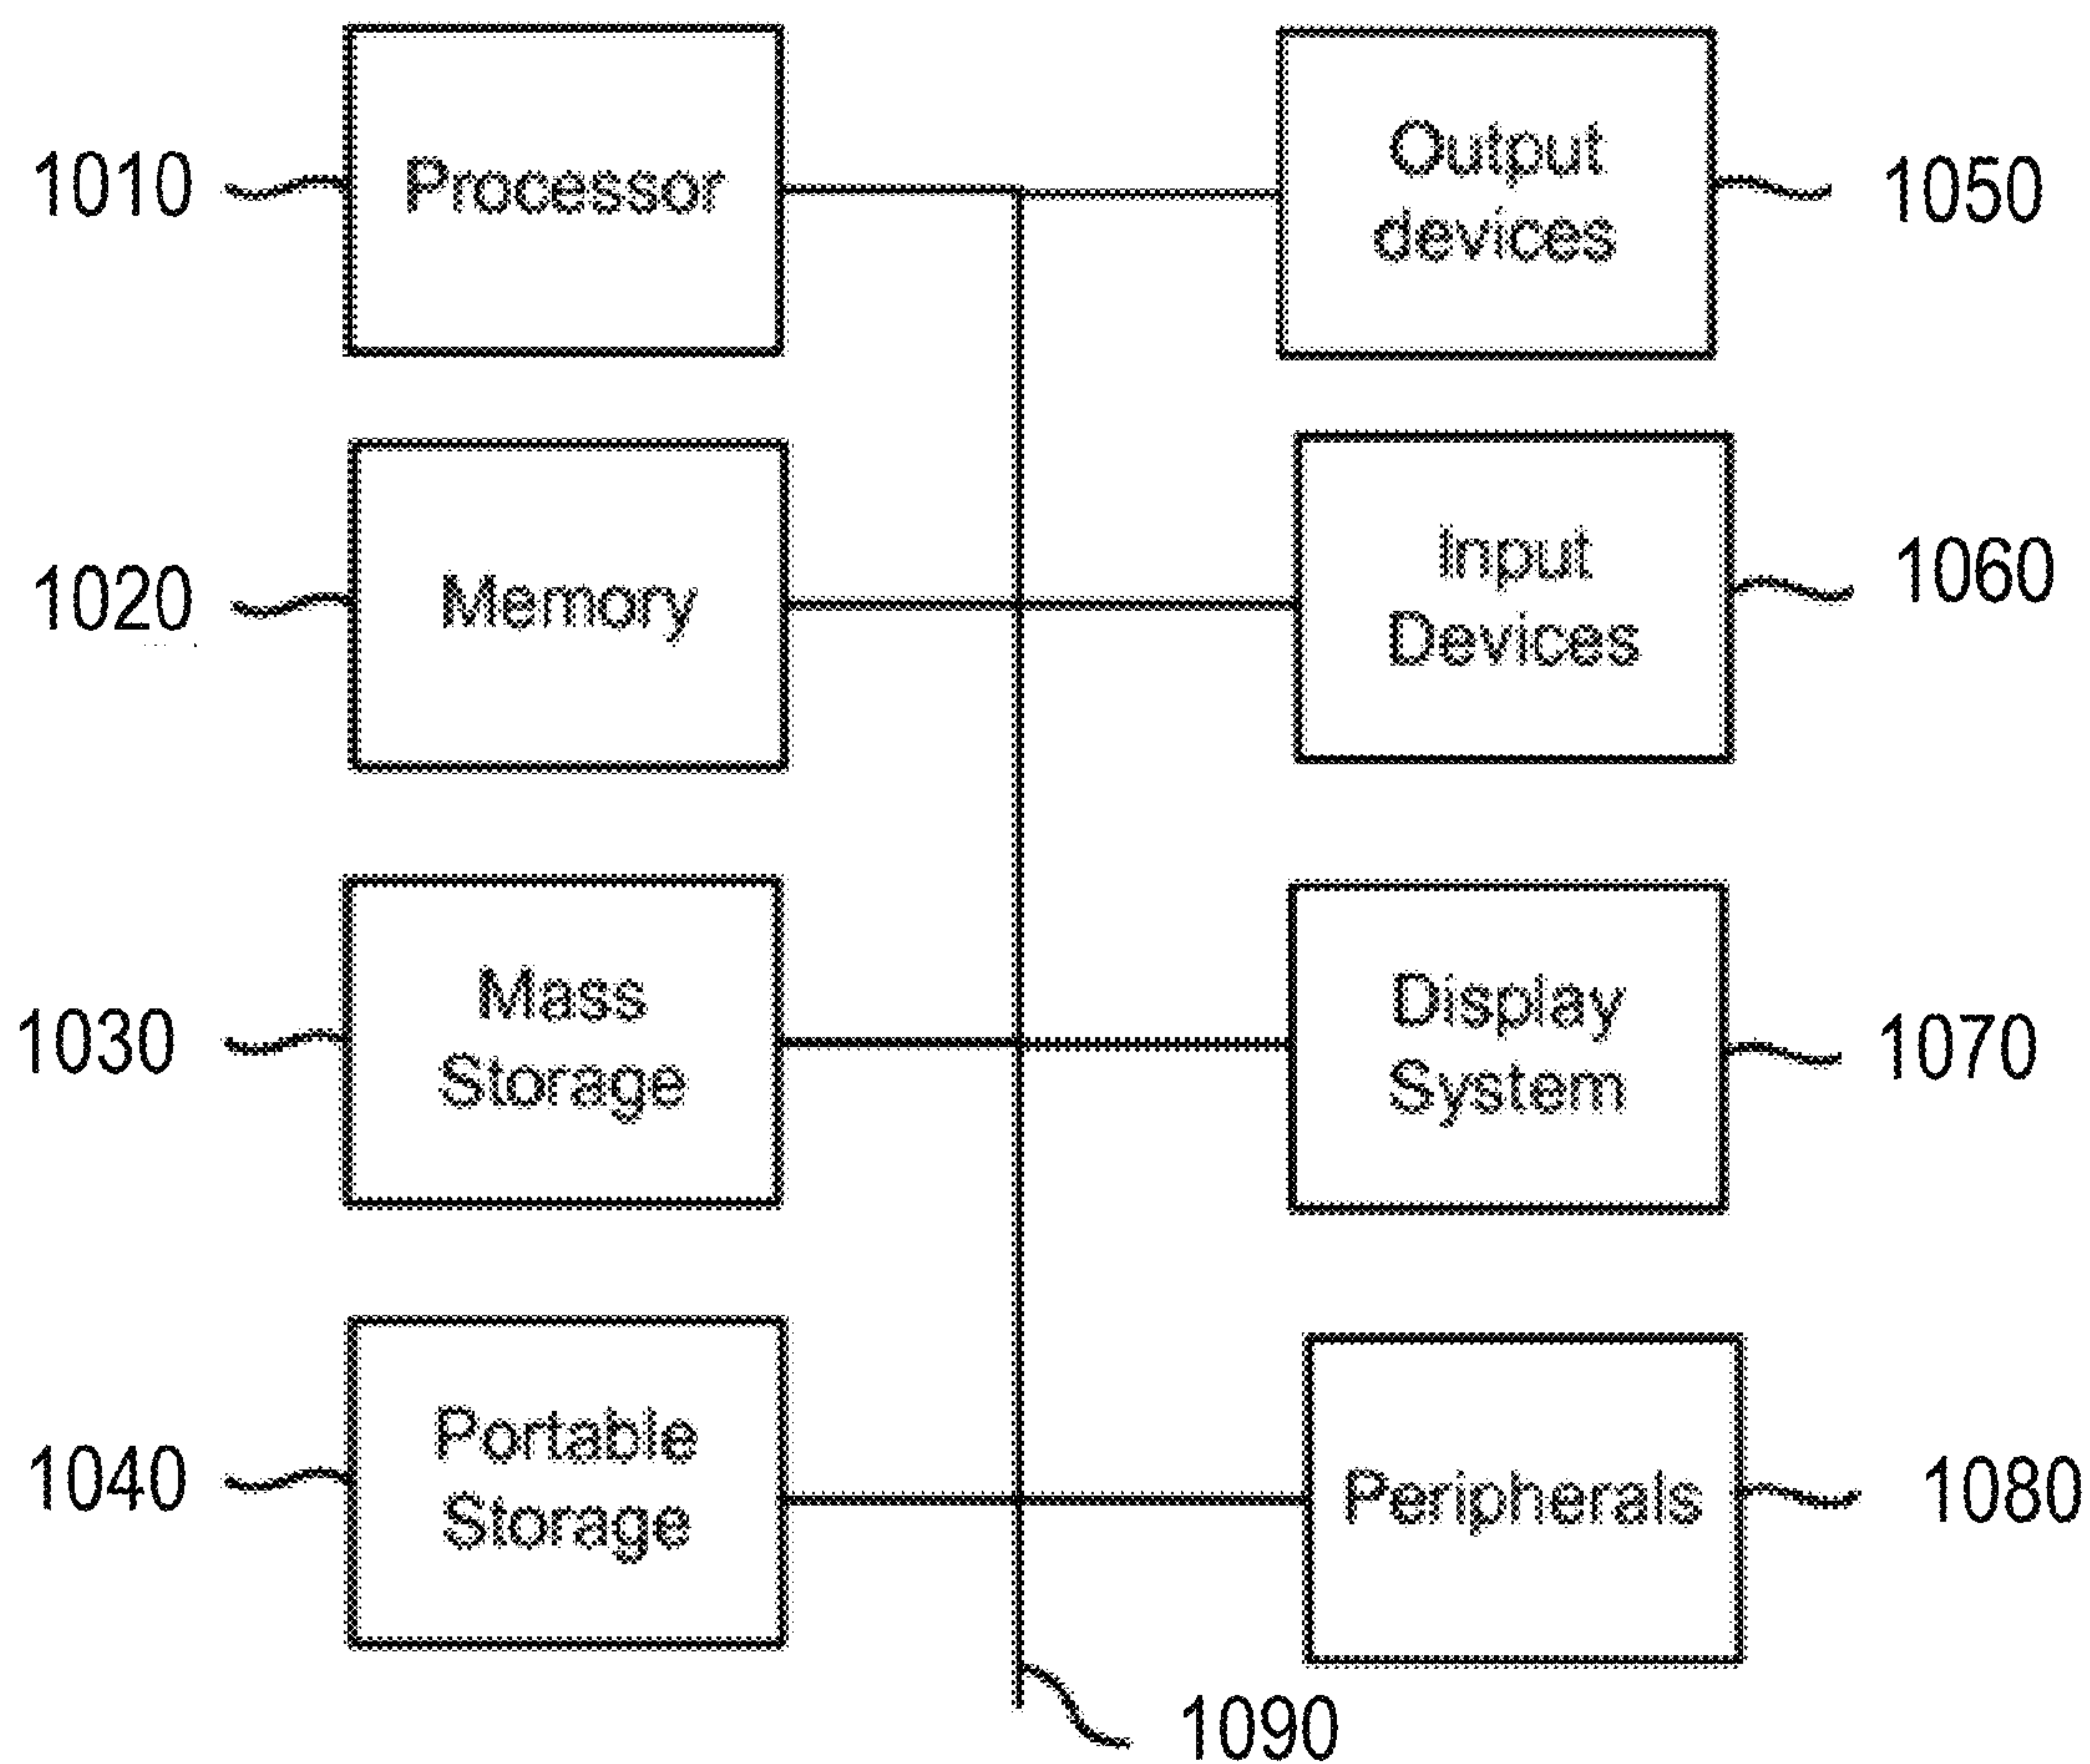 1010
Processor
Output
devices
1050
1020
Memory
Input
Devices
1060
1030
Mass
Storage
Display
System
1070
1040
Portable
Storage
Peripherals
1080
1090